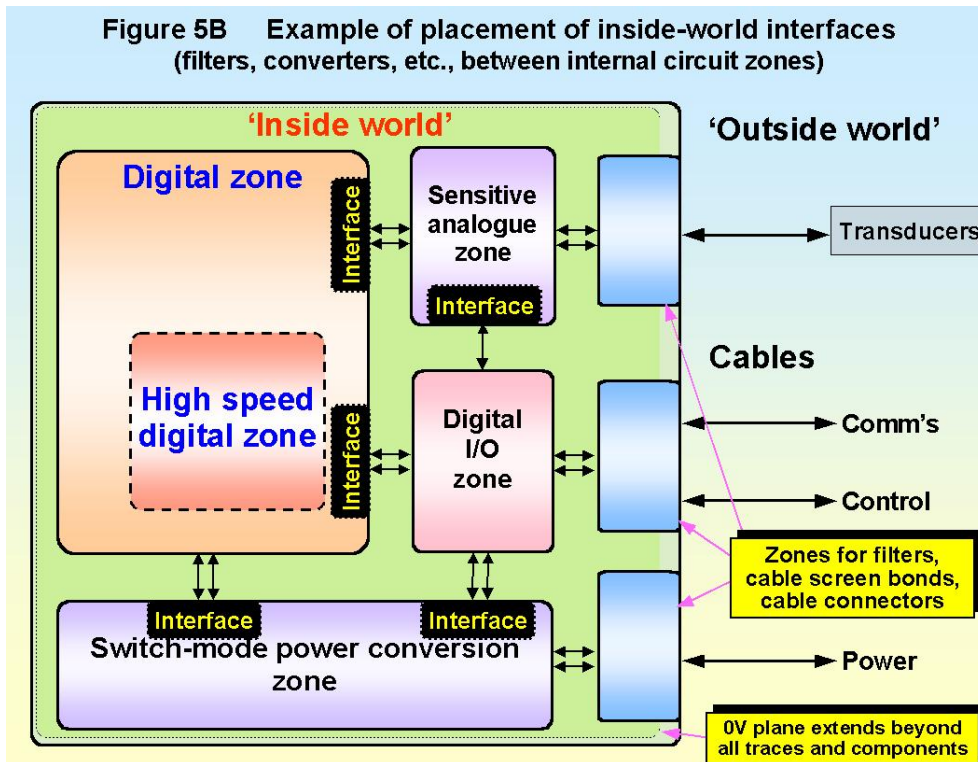 Figure 5B Example of placement of inside-world interfaces
(filters, converters, etc., between internal circuit zones)
'Inside world'
'Outside world'
Digital zone
Interface
Sensitive
analogue
zone
Interface
Transducers
High speed
digital zone
Interface
Digital
I/O
zone
Cables
Comm's
Control
Zones for filters,
cable screen bonds,
cable connectors
Interface
Interface
Switch-mode power conversion
zone
Power
0V plane extends beyond
all traces and components